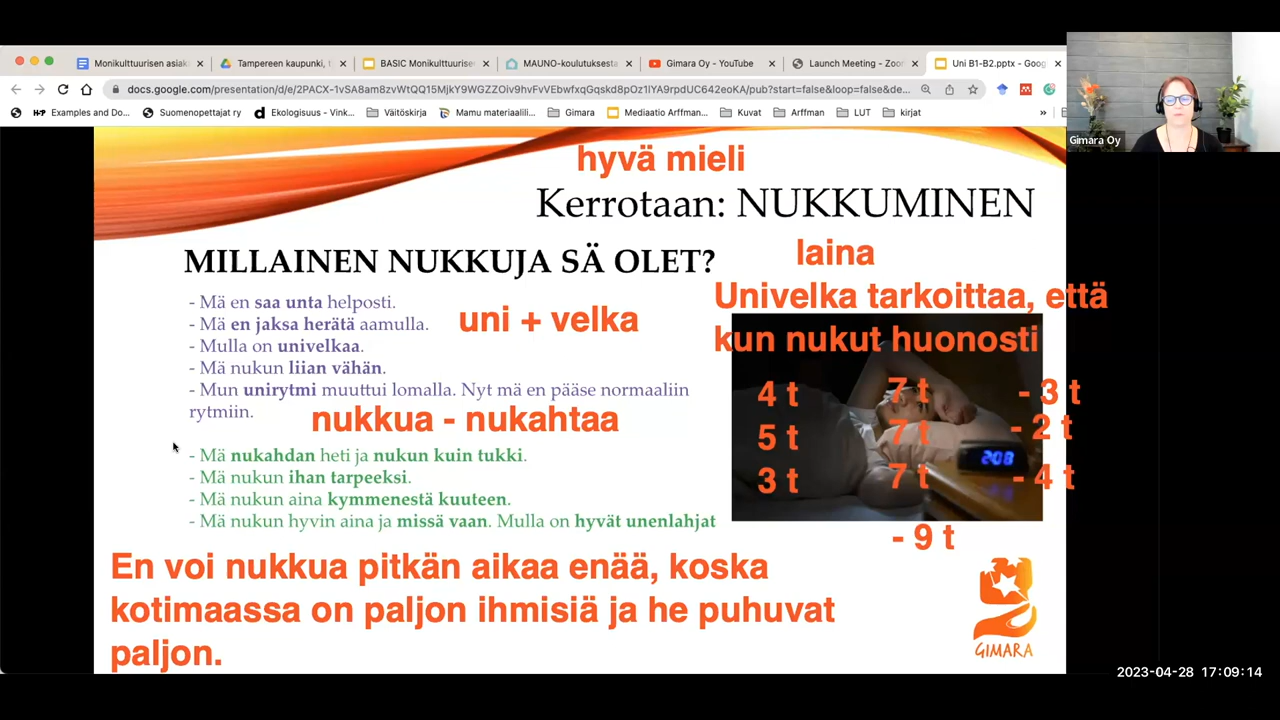 Monikulttuurisen asiak
Tampereen kaupunki, t
BASIC Monikulttuurise
MAUNO-koulutuksesta
Gimara Oy - YouTube
Launch Meeting - Zoor
Uni B1-B2.pptx - Goog
docs.google.com/presentation/d/e/2PACX-1vSA8am8zvWtQQ15MjkY9WGZZOiv9hvFvVEbwfxqGqskd8pOz1IYA9rpdUC642eoKA/pub?start=false&loop=false&de...
Examples and Do...
Suomenopettajat ry
Ekologisuus - Vink...
Väitöskirja
Mamu materiaalili...
Gimara
Mediaatio Arffman...
Kuvat
Arffman
LUT
kirjat
»
Gimara Oy
hyvä mieli
Kerrotaan: NUKKUMINEN
MILLAINEN NUKKUJA SÄ OLET?
laina
Univelka tarkoittaa, että
kun nukut huonosti
- Mä en saa unta helposti.
- Mä en jaksa herätä aamulla.
uni + velka
- Mulla on univelkaa.
- Mä nukun liian vähän.
- Mun unirytmi muuttui lomalla. Nyt mä en pääse normaaliin
rytmiin.
nukkua - nukahtaa
4 t 7 t - 3 t
5 t 7 t - 2 t
3 t 7 t - 4 t
2:08
- 9 t
- Mä nukahdan heti ja nukun kuin tukki.
- Mä nukun ihan tarpeeksi.
- Mä nukun aina kymmenestä kuuteen.
- Mä nukun hyvin aina ja missä vaan. Mulla on hyvät unenlahjat
En voi nukkua pitkän aikaa enää, koska
kotimaassa on paljon ihmisiä ja he puhuvat
paljon.
GIMARA
2023-04-28 17:09:14